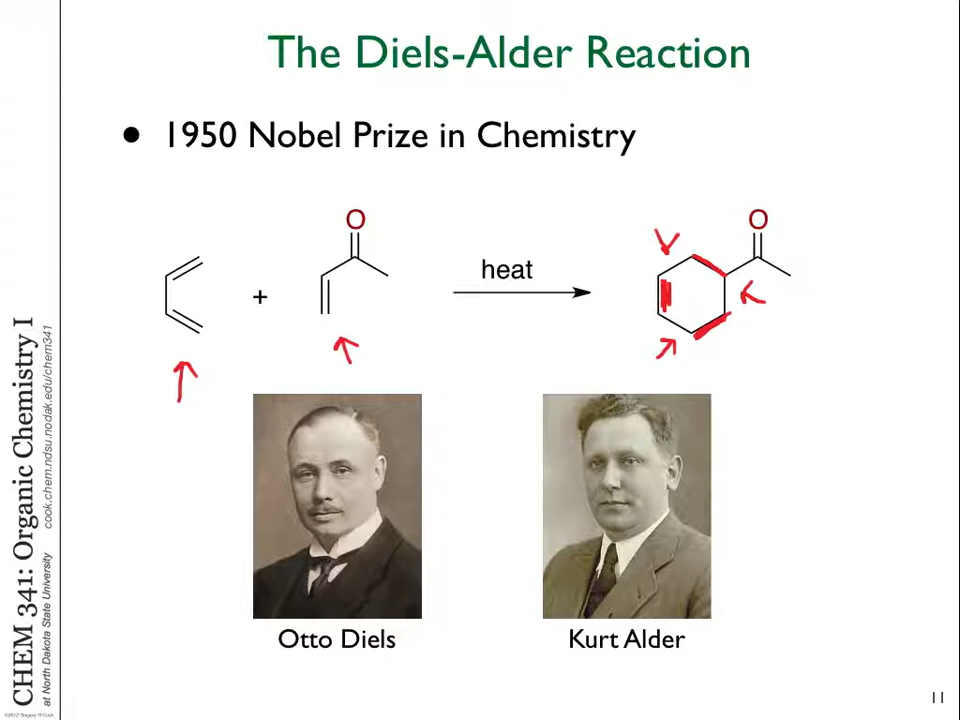 The Diels-Alder Reaction
• 1950 Nobel Prize in Chemistry
O
O
heat
+
Otto Diels
Kurt Alder
CHEM 341: Organic Chemistry I
at North Dakota State University cook.chem.ndsu.nodak.edu/chem341
11